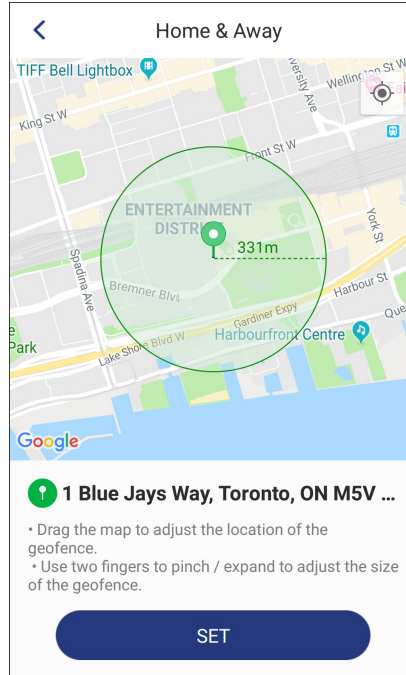 Home & Away
TIFF Bell Lightbox
King St W
Wellington St W
Front St W
ENTERTAINMENT
331m
York St
Spadina Ave
Bremner Blvd
Harbour St
Gardiner Expy
Harbourfront Centre
Lake Shore Blvd W
Park
Google
1 Blue Jays Way, Toronto, ON M5V ...
• Drag the map to adjust the location of the
geofence.
• Use two fingers to pinch / expand to adjust the size
of the geofence.
SET